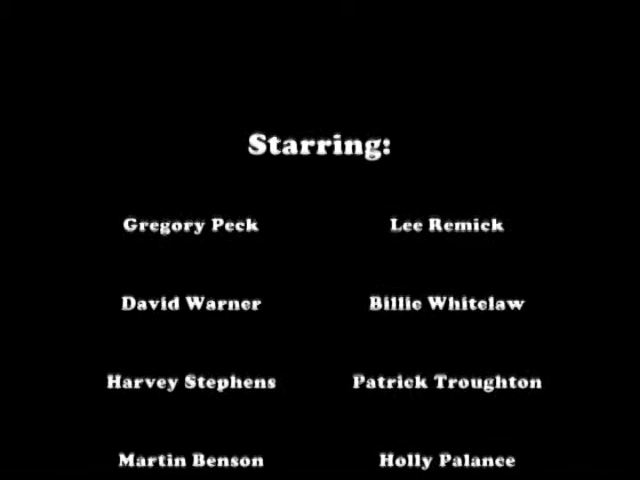 Starring:
Gregory Peck Lee Remick
David Warner Billie Whitelaw
Harvey Stephens Patrick Troughton
Martin Benson Holly Palance